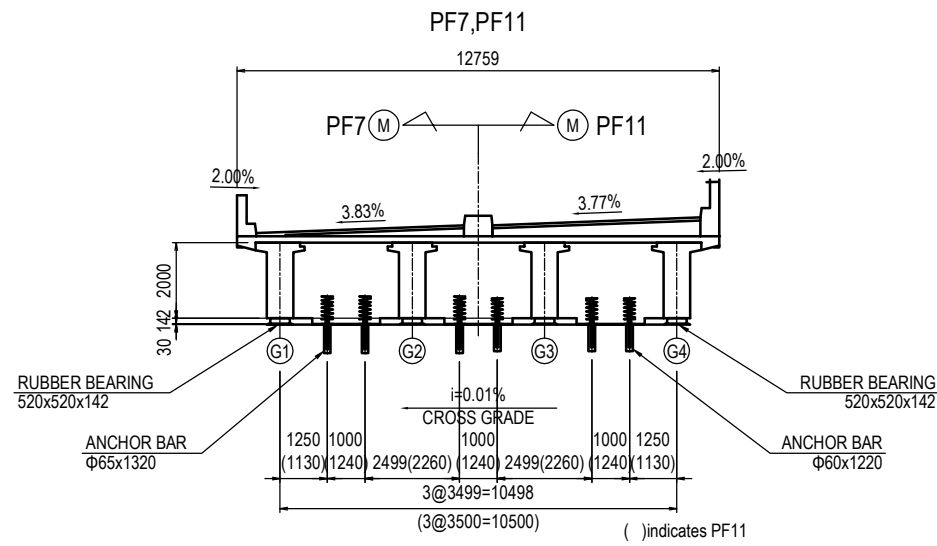 PF7,PF11
12759
PF7 M M PF11
2.00% 2.00%
3.83% 3.77%
2000
142
30
G1 G2 G3 G4
RUBBER BEARING
520x520x142
RUBBER BEARING
520x520x142
i=0.01%
CROSS GRADE
ANCHOR BAR
Φ65x1320
ANCHOR BAR
Φ60x1220
1250 1000 1000 1000 1250
(1130) (1240) 2499(2260) (1240) 2499(2260) (1240) (1130)
3@3499=10498
(3@3500=10500)
( )indicates PF11